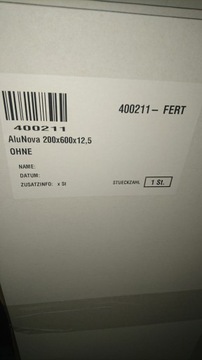 400211– FERT
400211
AluNova 200x600x12,5
OHNE
NAME:
DATUM:
ZUSATZINFO: x St
STUECKZAHL 1 St.